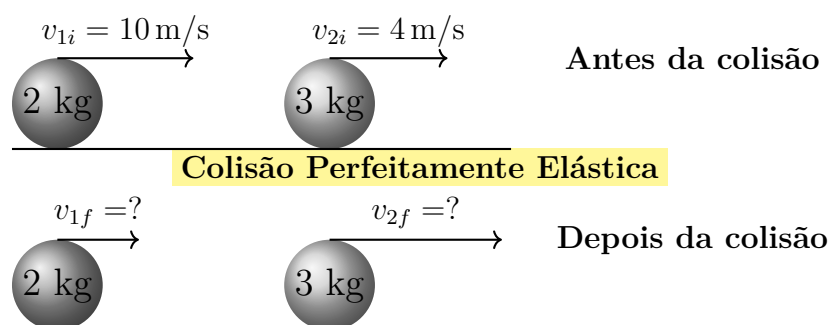 v₁ᵢ = 10 m/s v₂ᵢ = 4 m/s
Antes da colisão
2 kg 3 kg
Colisão Perfeitamente Elástica
v₁f =? v₂f =?
Depois da colisão
2 kg 3 kg